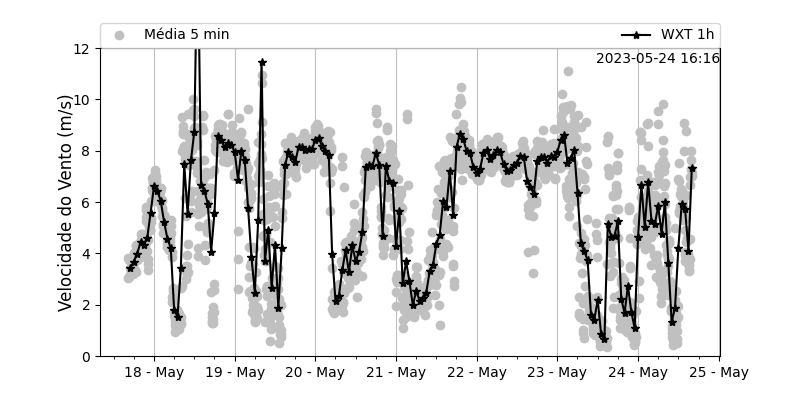 Média 5 min
WXT 1h
2023-05-24 16:16
Velocidade do Vento (m/s)
12
10
8
6
4
2
0
18 - May
19 - May
20 - May
21 - May
22 - May
23 - May
24 - May
25 - May